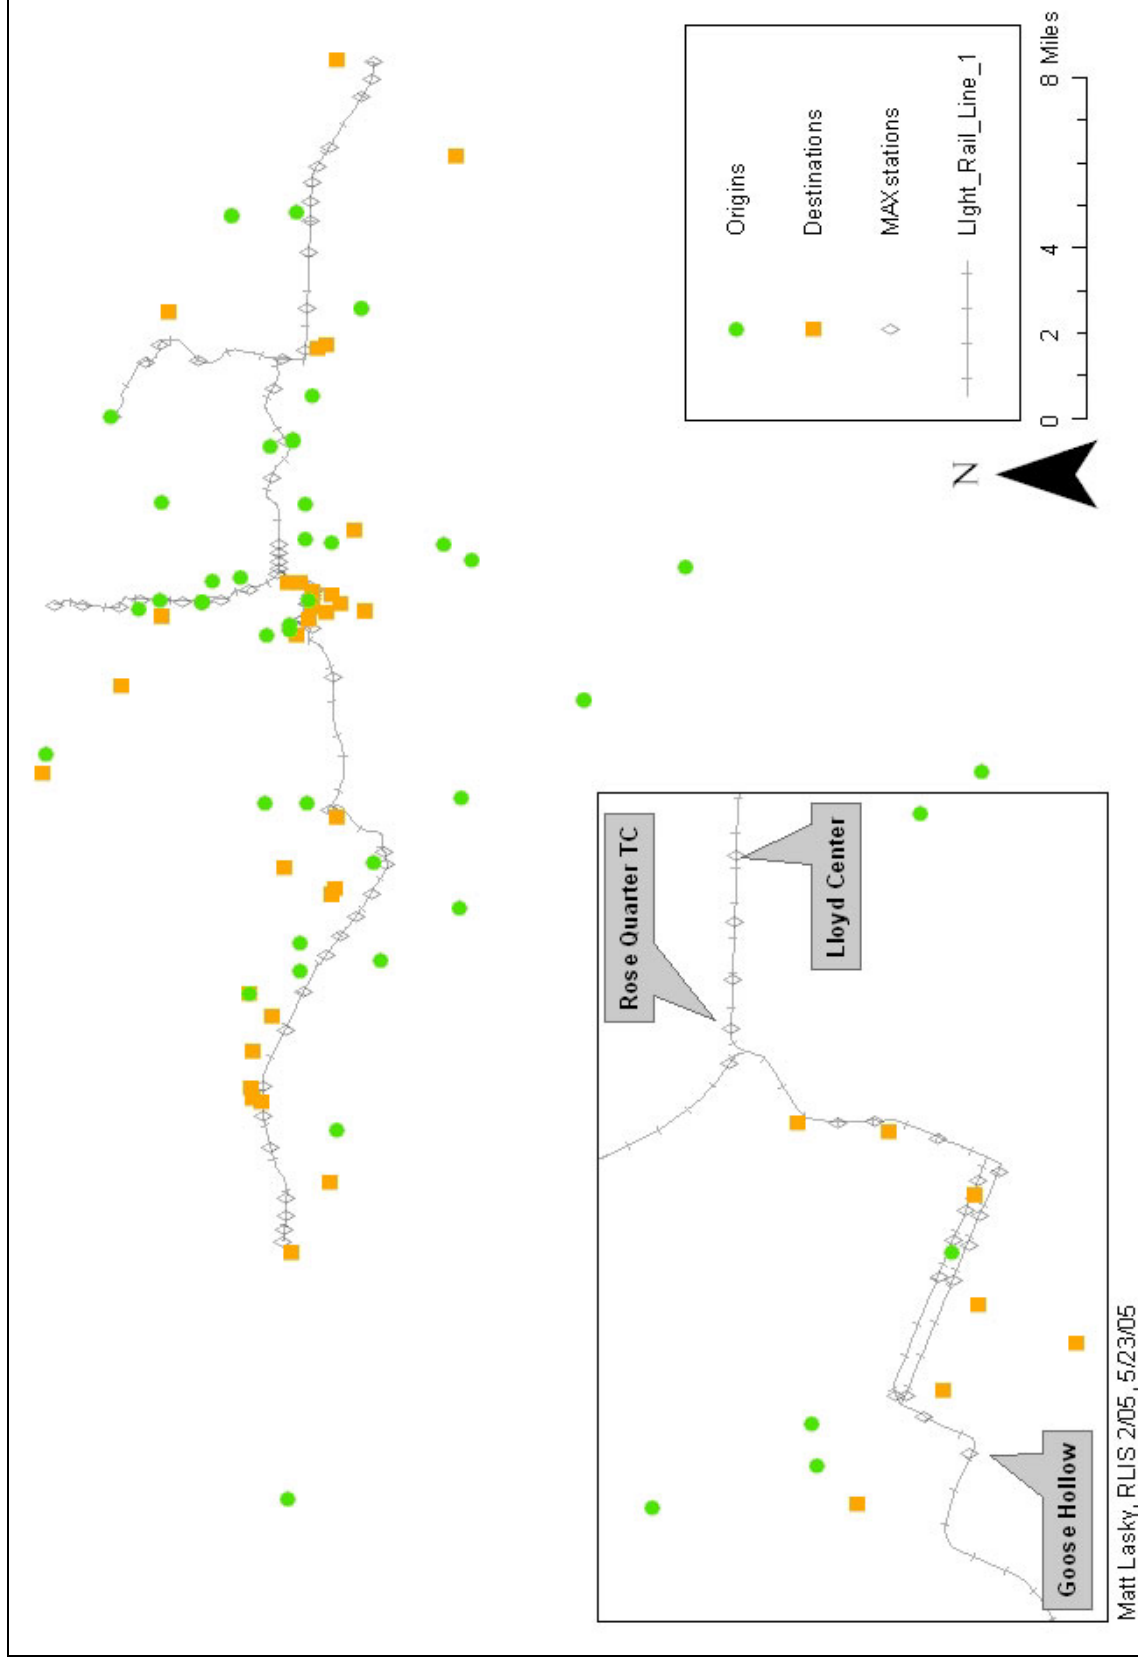 Origins
Destinations
MAX stations
LIght_Rail_Line_1
0 2 4 8 Miles
N
Rose Quarter TC
Lloyd Center
Goose Hollow
Matt Lasky, RLIS 2/05, 5/23/05